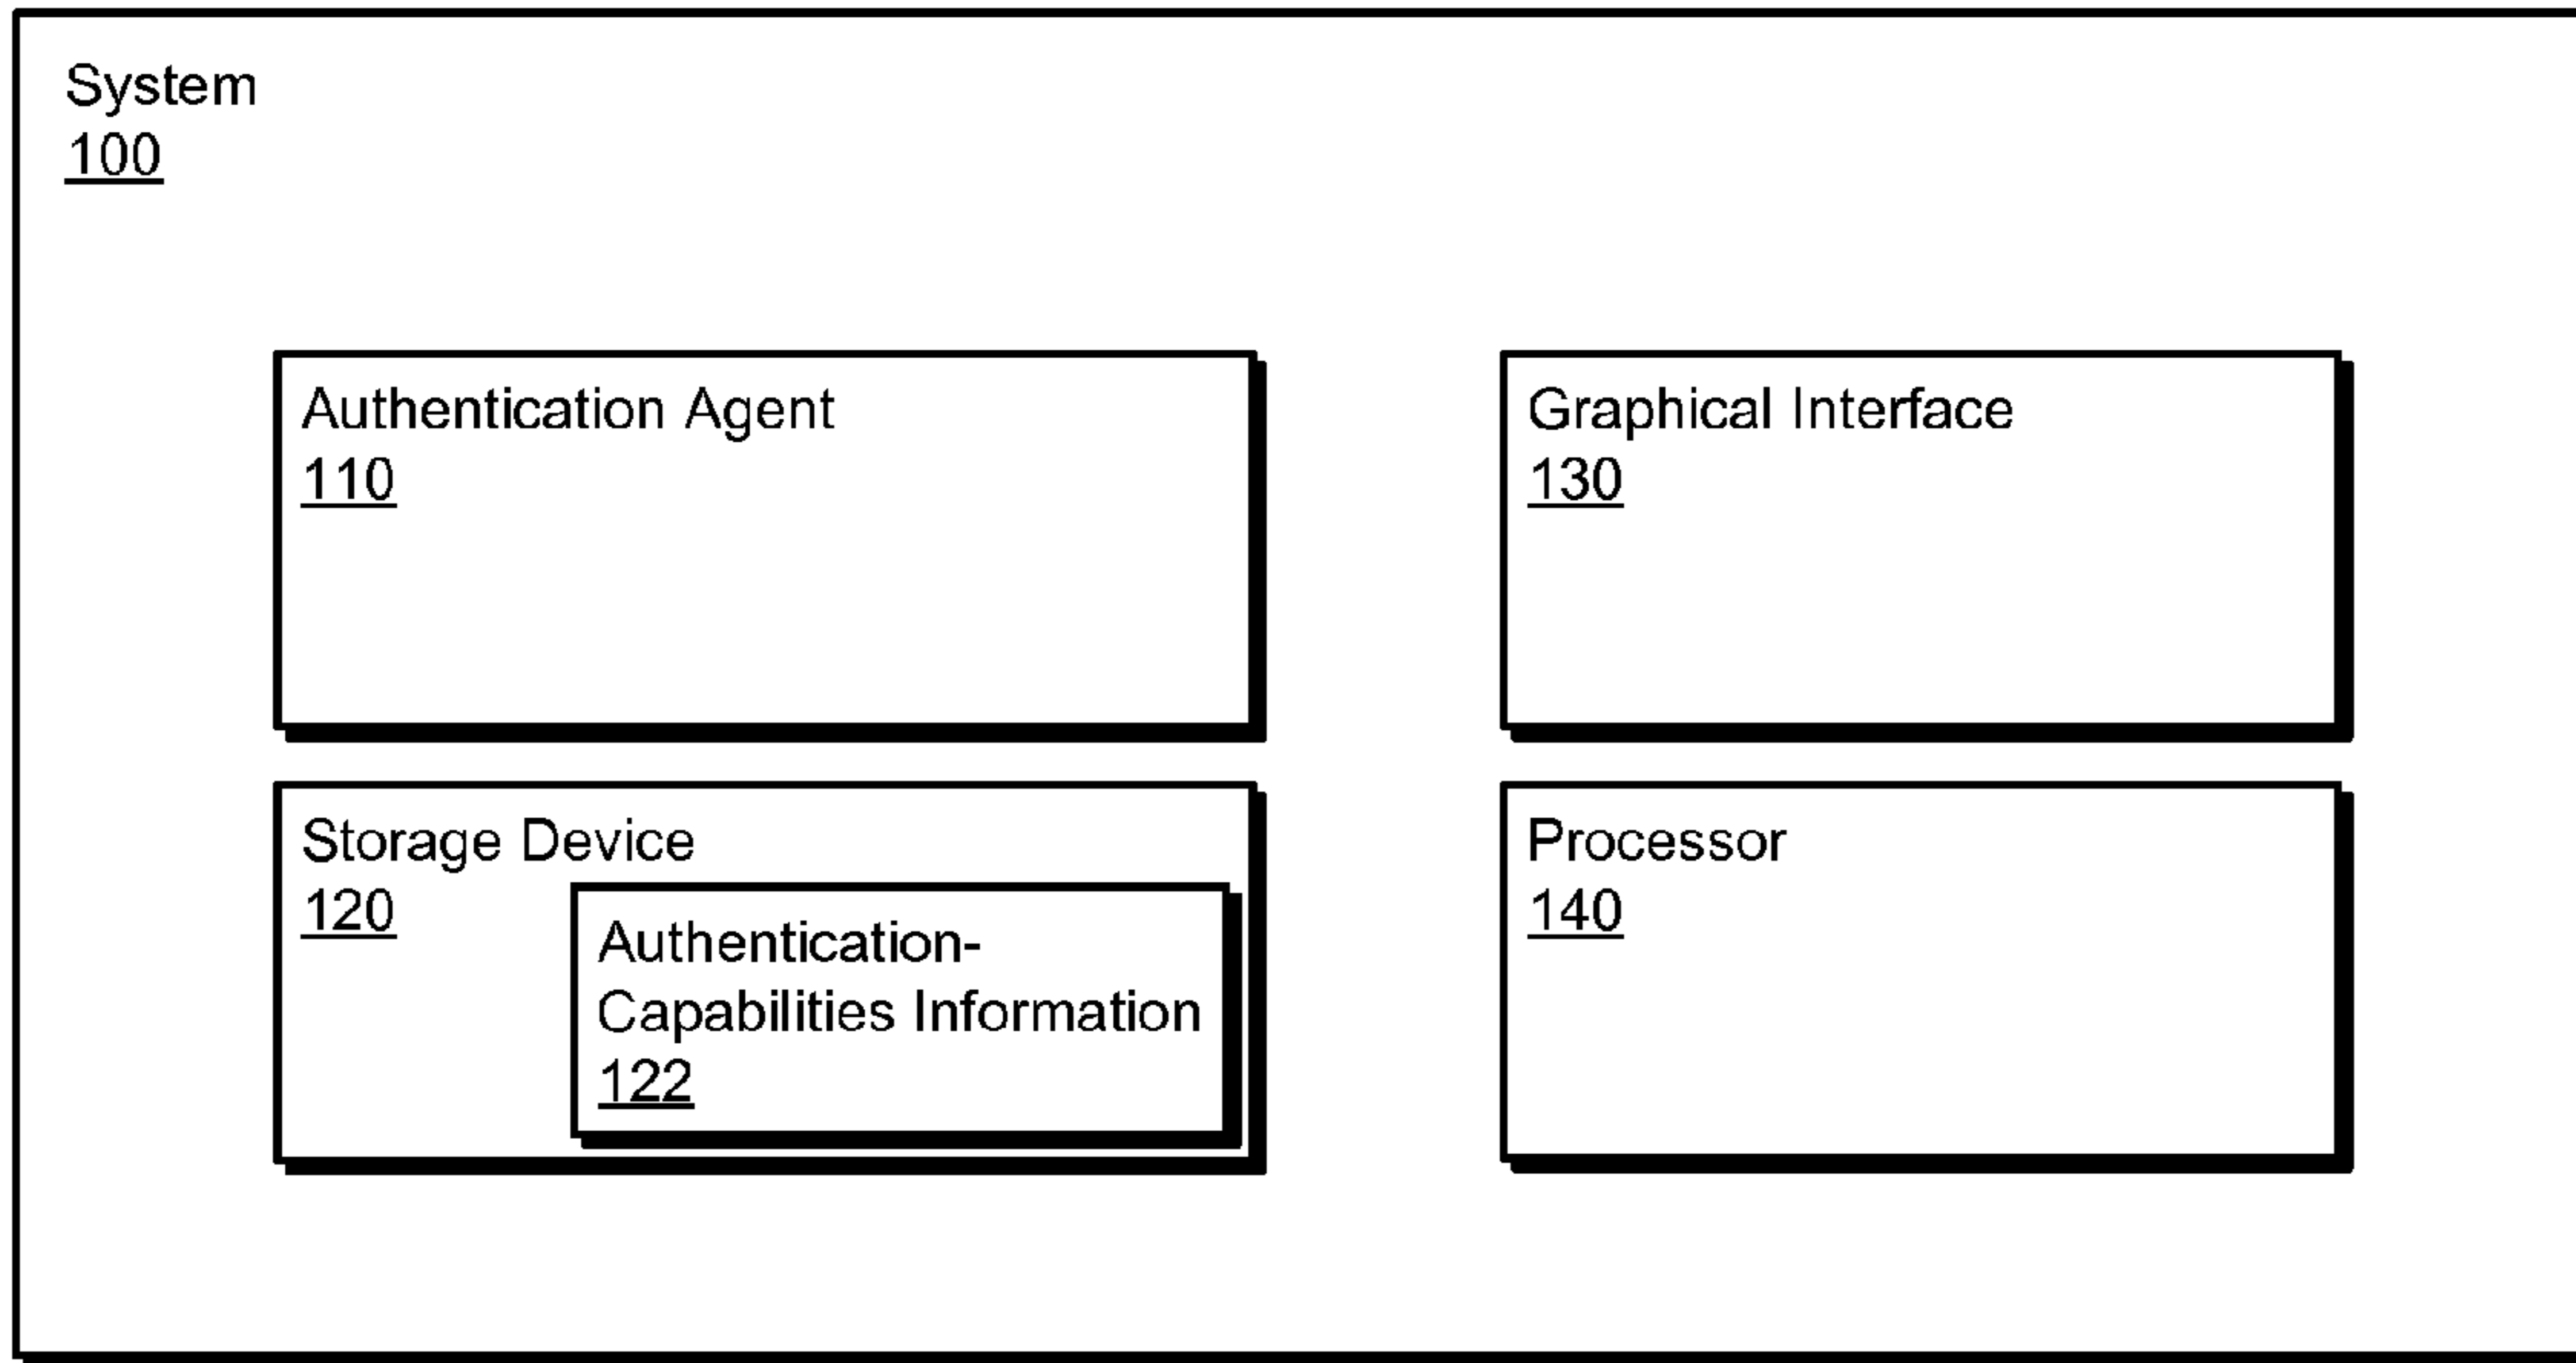 System
100
Authentication Agent
110
Graphical Interface
130
Storage Device
120
Authentication-
Capabilities Information
122
Processor
140